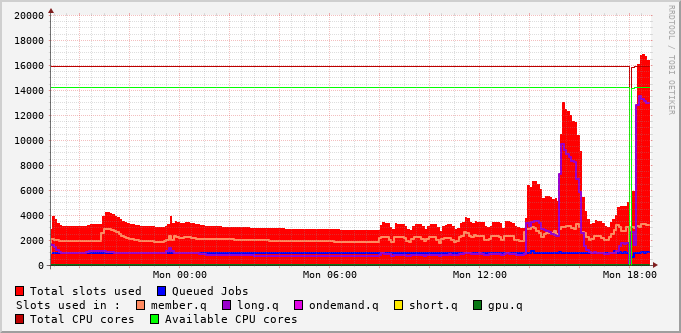 20000
18000
16000
14000
12000
10000
8000
6000
4000
2000
0
Mon 00:00 Mon 06:00 Mon 12:00 Mon 18:00
RRDTOOL / TOBI OETIKER
Total slots used Queued Jobs
Slots used in : member.q long.q ondemand.q short.q gpu.q
Total CPU cores Available CPU cores